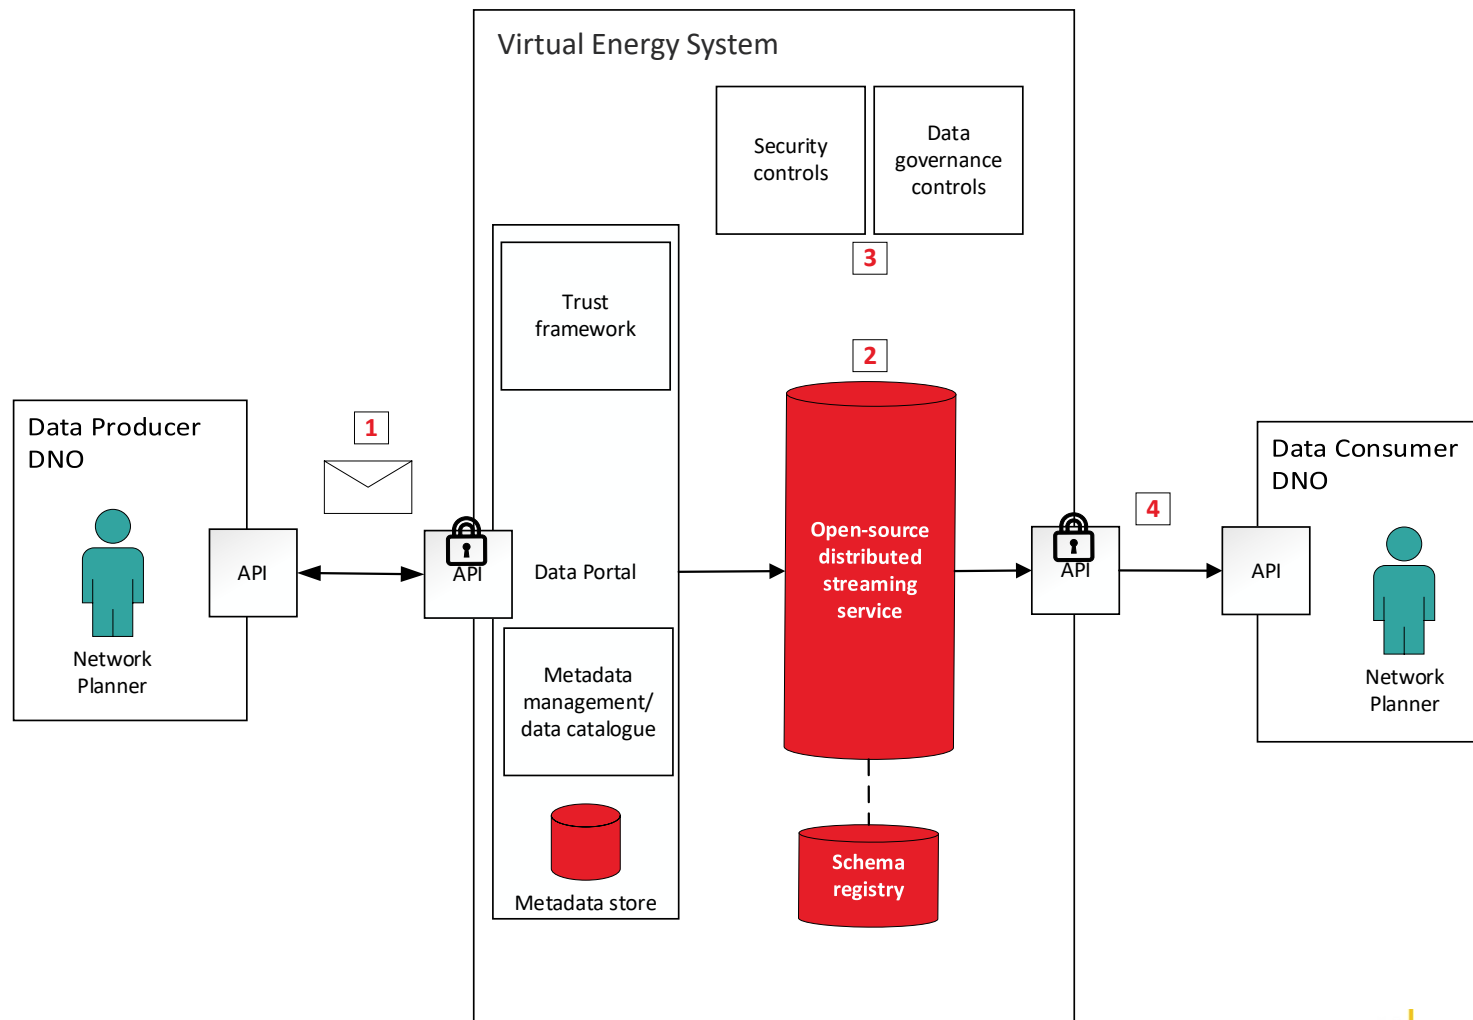 Virtual Energy System
Security
controls
Data
governance
controls
3
Trust
framework
2
Data Producer
DNO
1
Data Consumer
DNO
4
Open-source
distributed
streaming
service
API
API
Data Portal
API
API
Network
Planner
Network
Planner
Metadata
management/
data catalogue
Schema
registry
Metadata store